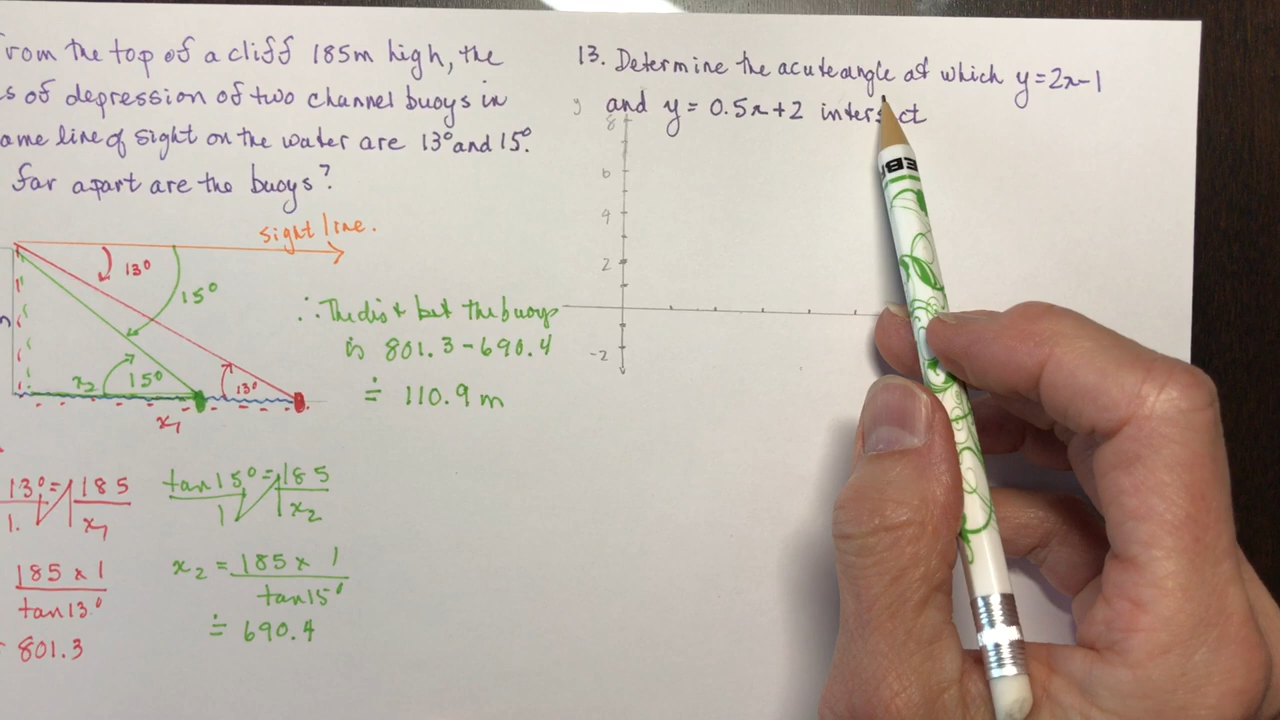 rom the top of a cliff 185m high, the
s of depression of two channel buoys in
ame line of sight on the water are 13° and 15°.
far apart are the buoys?
sight line.
13°
15°
x2
15°
13°
x1
∴ The dist bet the buoys
is 801.3 - 690.4
≐ 110.9 m
13° = 185
1. x1
185 x 1
tan 13°
801.3
tan 15° = 185
1 x2
x2 = 185 x 1
tan 15°
≐ 690.4
13. Determine the acute angle at which y = 2x - 1
and y = 0.5x + 2 intersect
y
8
6
4
2
-2